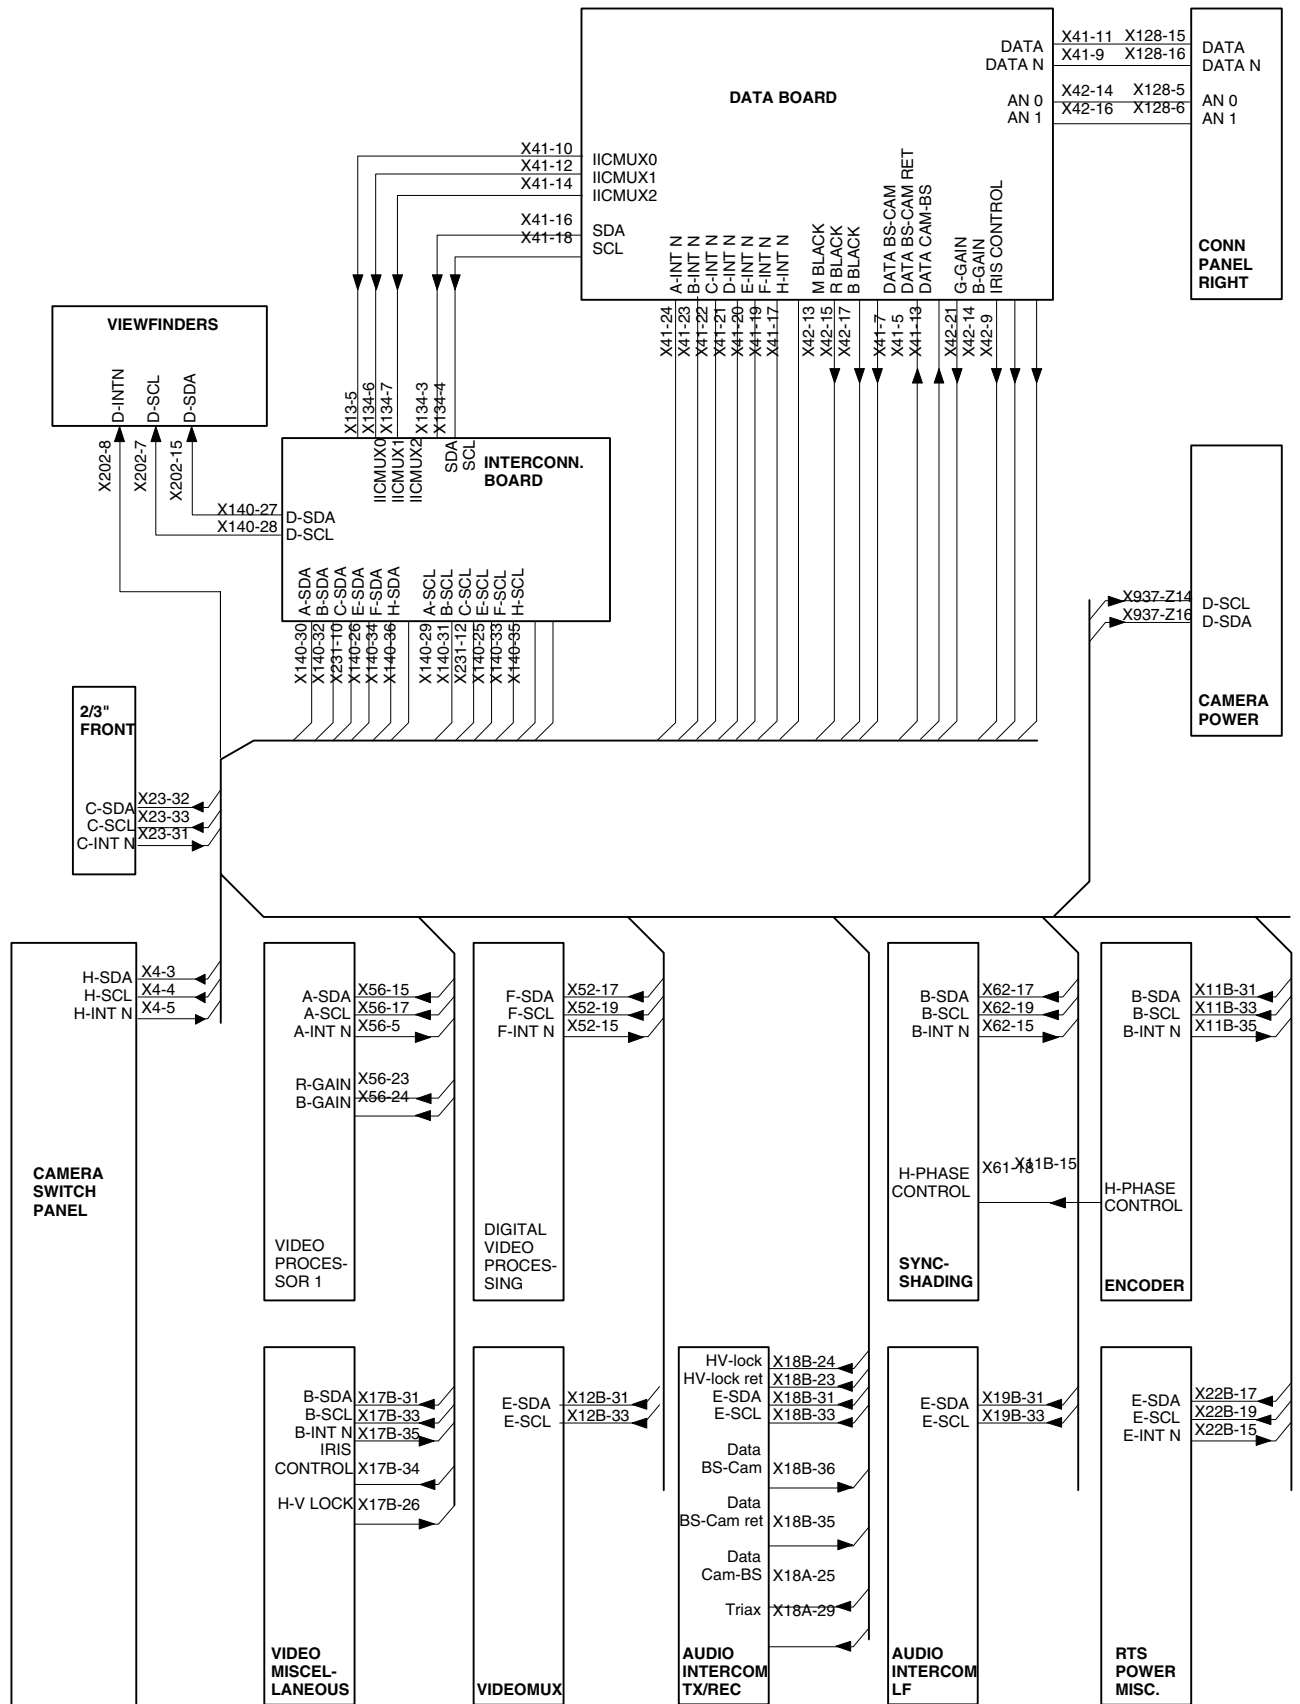 DATA BOARD
DATA
DATA N
AN 0
AN 1
X41-11 X128-15
X41-9 X128-16
X42-14 X128-5
X42-16 X128-6
DATA
DATA N
AN 0
AN 1
CONN
PANEL
RIGHT
X41-10
X41-12
X41-14
X41-16
X41-18
IICMUX0
IICMUX1
IICMUX2
SDA
SCL
A-INT N
B-INT N
C-INT N
D-INT N
E-INT N
F-INT N
H-INT N
M BLACK
R BLACK
B BLACK
DATA BS-CAM
DATA BS-CAM RET
DATA CAM-BS
G-GAIN
B-GAIN
IRIS CONTROL
X41-24
X41-23
X41-22
X41-21
X41-20
X41-19
X41-17
X42-13
X42-15
X42-17
X41-7
X41-5
X41-13
X42-21
X42-14
X42-9
VIEWFINDERS
D-INTN
D-SCL
D-SDA
X202-8
X202-7
X202-15
X13-5
X134-6
X134-7
X134-3
X134-4
IICMUX0
IICMUX1
IICMUX2
SDA
SCL
INTERCONN.
BOARD
X140-27
X140-28
D-SDA
D-SCL
A-SDA
B-SDA
C-SDA
E-SDA
F-SDA
H-SDA
A-SCL
B-SCL
C-SCL
E-SCL
F-SCL
H-SCL
X140-30
X140-32
X231-10
X140-26
X140-34
X140-36
X140-29
X140-31
X231-12
X140-25
X140-33
X140-35
X937-Z14
X937-Z16
D-SCL
D-SDA
CAMERA
POWER
2/3"
FRONT
C-SDA X23-32
C-SCL X23-33
C-INT N X23-31
H-SDA X4-3
H-SCL X4-4
H-INT N X4-5
CAMERA
SWITCH
PANEL
A-SDA X56-15
A-SCL X56-17
A-INT N X56-5
R-GAIN X56-23
B-GAIN X56-24
VIDEO
PROCES-
SOR 1
F-SDA X52-17
F-SCL X52-19
F-INT N X52-15
DIGITAL
VIDEO
PROCES-
SING
B-SDA X62-17
B-SCL X62-19
B-INT N X62-15
H-PHASE
CONTROL
X61-18
X11B-15
SYNC-
SHADING
B-SDA X11B-31
B-SCL X11B-33
B-INT N X11B-35
H-PHASE
CONTROL
ENCODER
B-SDA X17B-31
B-SCL X17B-33
B-INT N X17B-35
IRIS
CONTROL X17B-34
H-V LOCK X17B-26
VIDEO
MISCEL-
LANEOUS
E-SDA X12B-31
E-SCL X12B-33
VIDEOMUX
HV-lock X18B-24
HV-lock ret X18B-23
E-SDA X18B-31
E-SCL X18B-33
Data
BS-Cam X18B-36
Data
BS-Cam ret X18B-35
Data
Cam-BS X18A-25
Triax X18A-29
AUDIO
INTERCOM
TX/REC
E-SDA X19B-31
E-SCL X19B-33
AUDIO
INTERCOM
LF
E-SDA X22B-17
E-SCL X22B-19
E-INT N X22B-15
RTS
POWER
MISC.